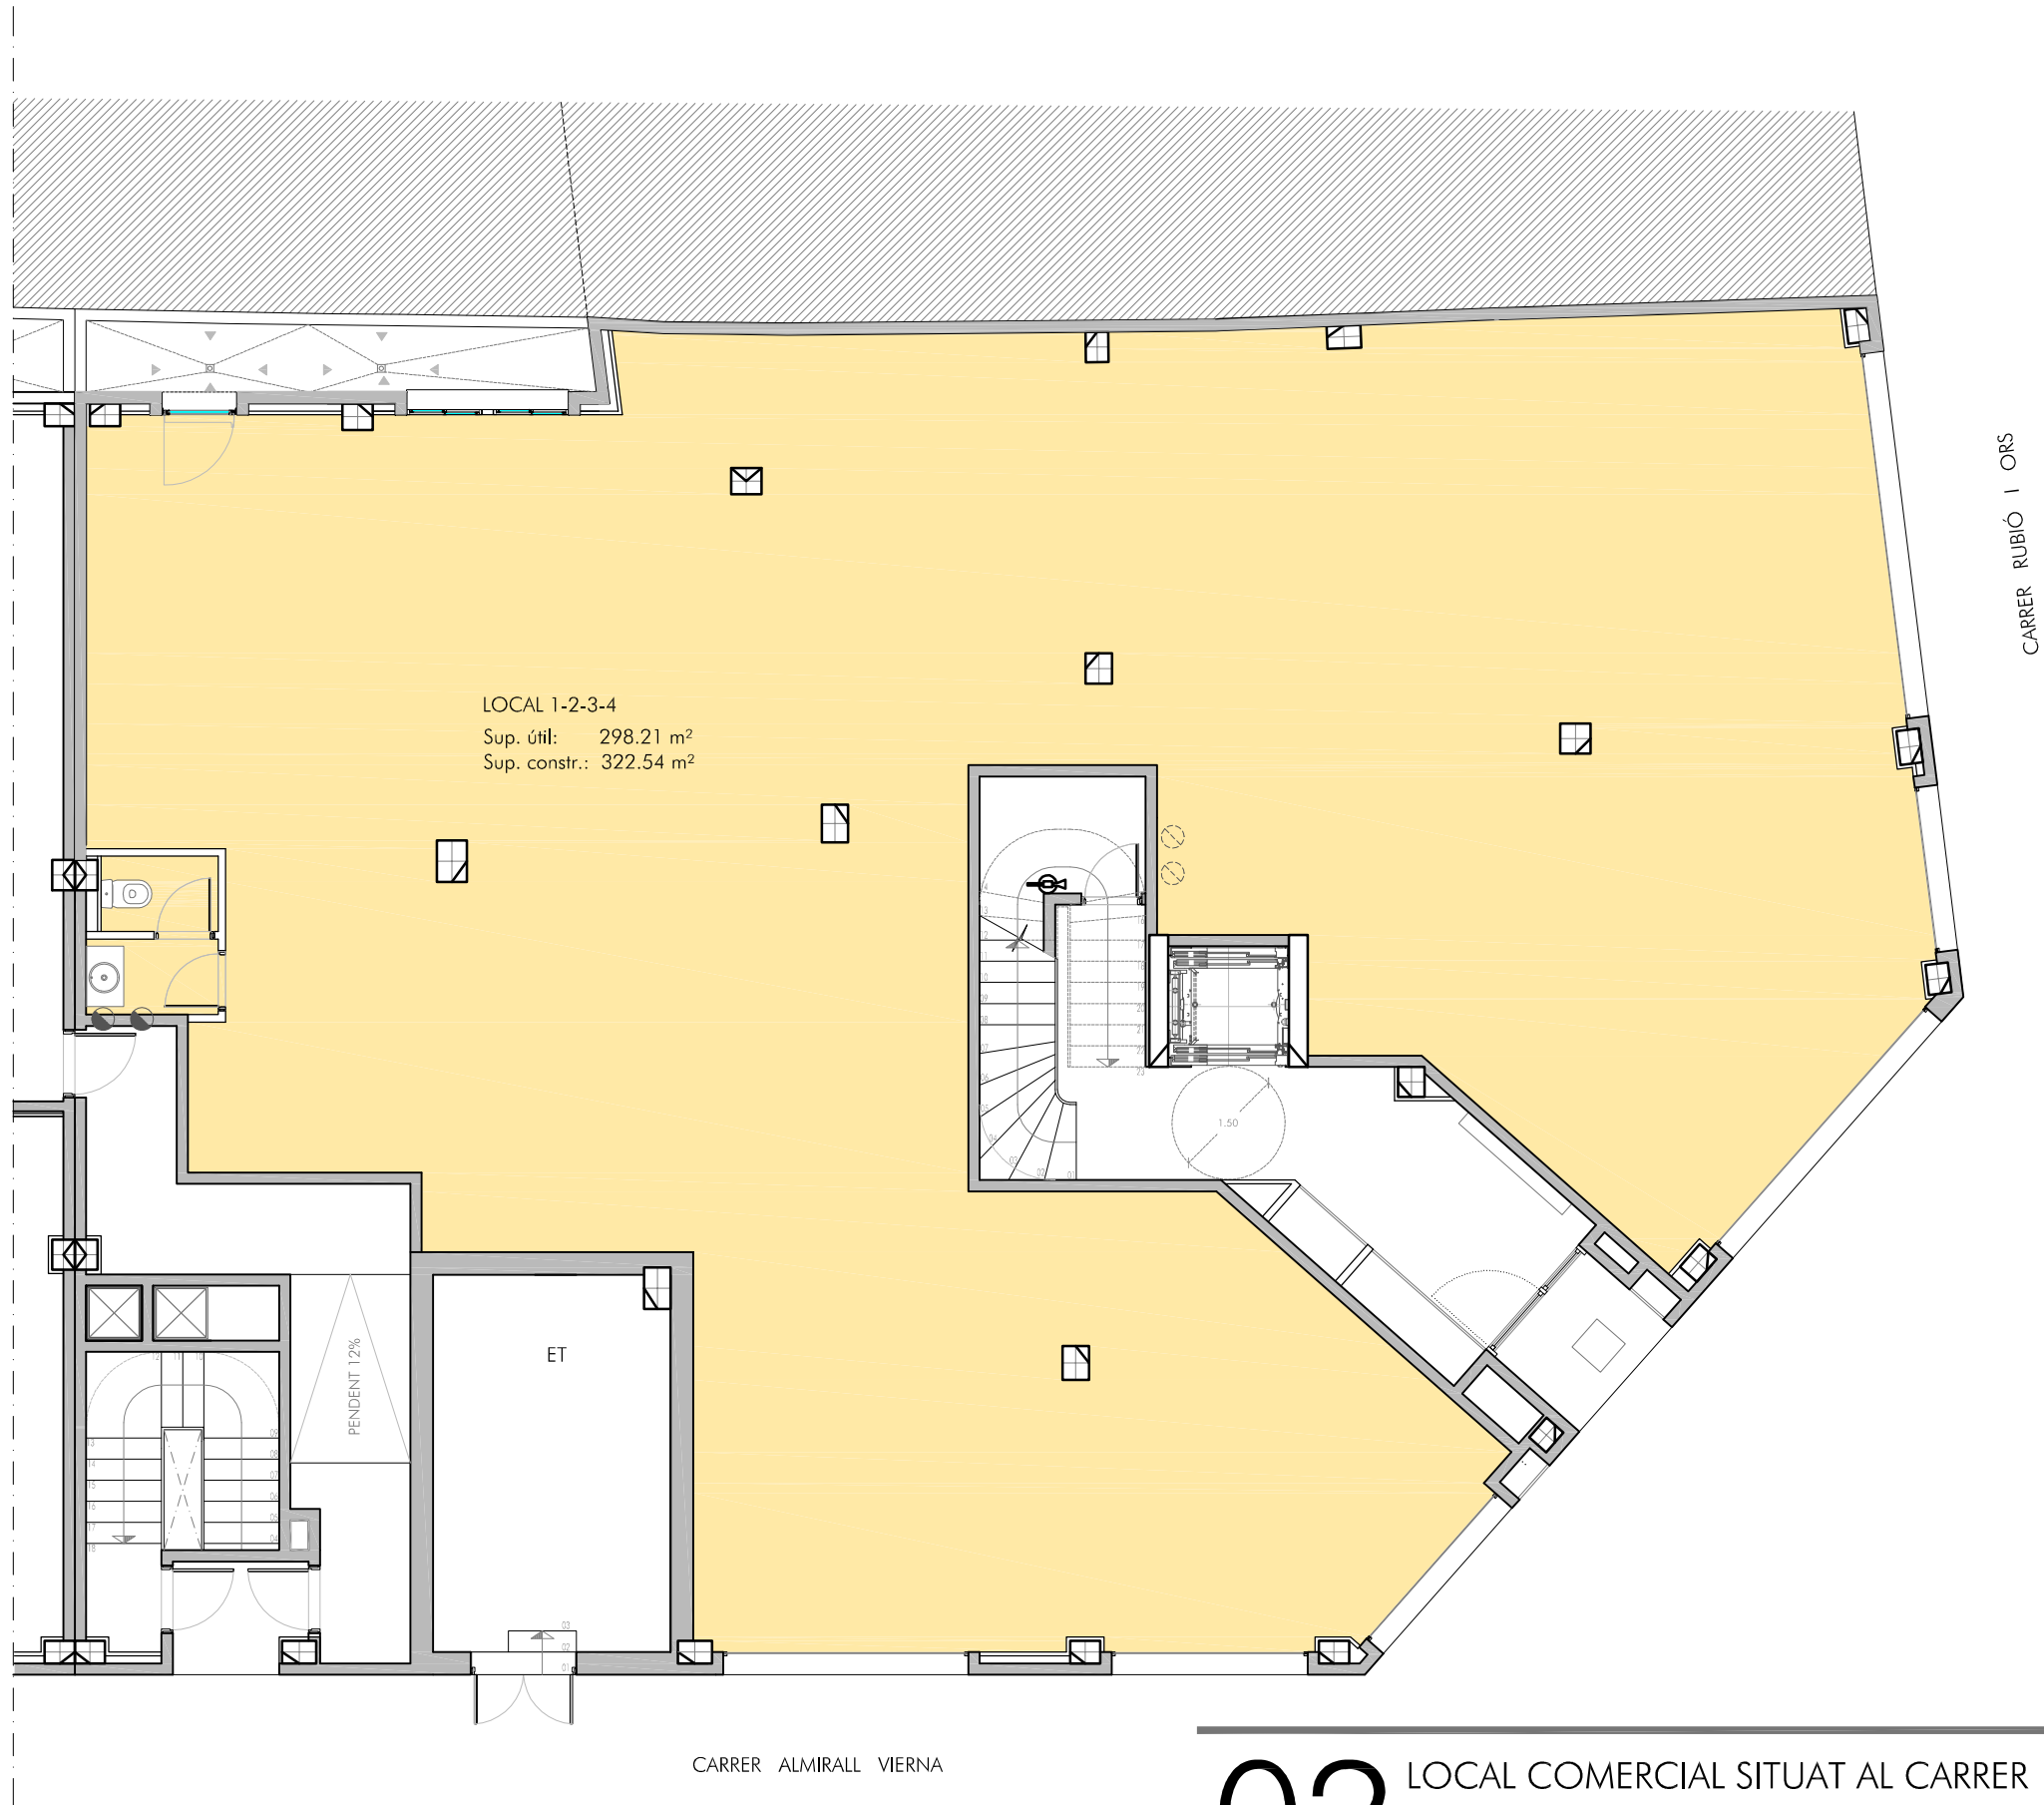 CARRER RUBIÓ I ORS
LOCAL 1-2-3-4
Sup. útil: 298.21 m²
Sup. constr.: 322.54 m²
1.50
ET
PENDENT 12%
CARRER ALMIRALL VIERNA
LOCAL COMERCIAL SITUAT AL CARRER